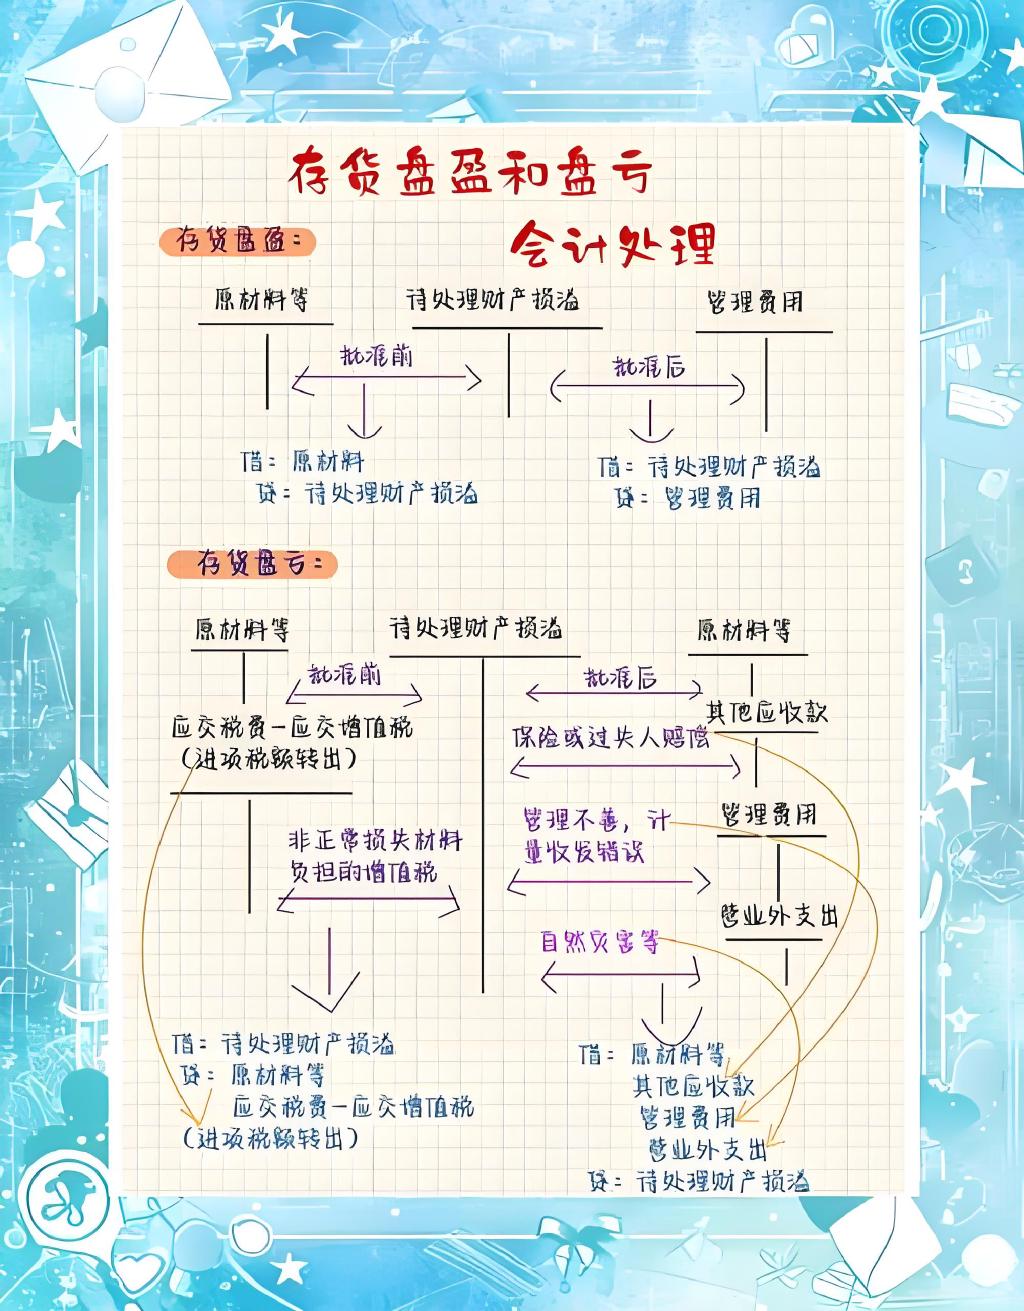 存货盘盈和盘亏
会计处理
存货盘盈：
原材料等 待处理财产损溢 管理费用
批准前 批准后
借：原材料
贷：待处理财产损溢
借：待处理财产损溢
贷：管理费用
存货盘亏：
原材料等 待处理财产损溢 原材料等
批准前 批准后
其他应收款
应交税费－应交增值税
（进项税额转出）
保险或过失人赔偿
管理费用
管理不善，计
量收发错误
非正常损失材料
负担的增值税
营业外支出
自然灾害等
借：待处理财产损溢
贷：原材料等
应交税费－应交增值税
（进项税额转出）
借：原材料等
其他应收款
管理费用
营业外支出
贷：待处理财产损溢